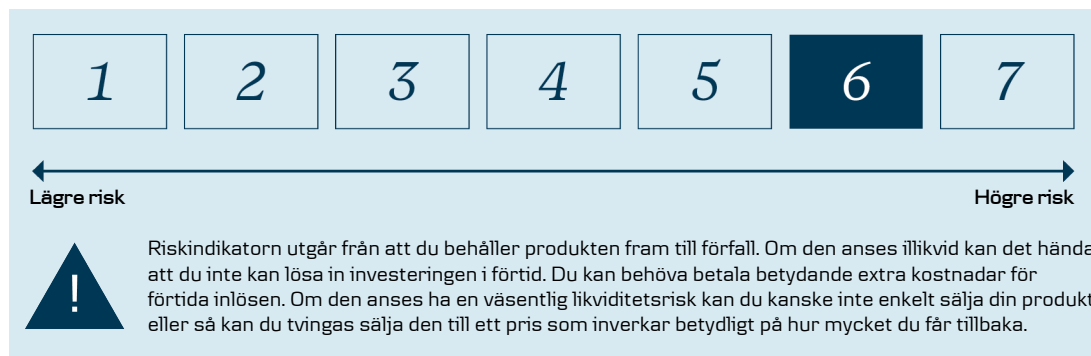 1 2 3 4 5 6 7
Lägre risk Högre risk
! Riskindikatorn utgår från att du behåller produkten fram till förfall. Om den anses illikvid kan det hända
att du inte kan lösa in investeringen i förtid. Du kan behöva betala betydande extra kostnadar för
förtida inlösen. Om den anses ha en väsentlig likviditetsrisk kan du kanske inte enkelt sälja din produkt
eller så kan du tvingas sälja den till ett pris som inverkar betydligt på hur mycket du får tillbaka.